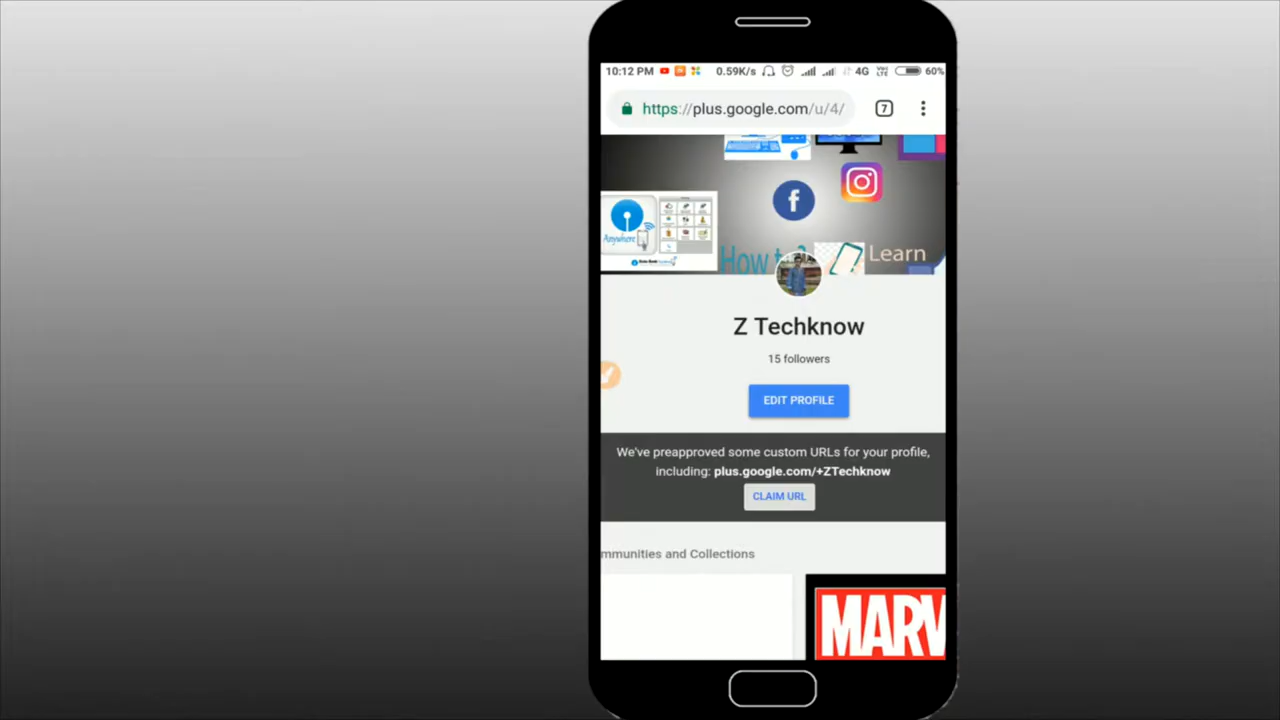 10:12 PM 0.59K/s 4G VoLTE 60%
https://plus.google.com/u/4/ 7
Anywhere
How to?
Learn
Z Techknow
15 followers
EDIT PROFILE
We've preapproved some custom URLs for your profile,
including: plus.google.com/+ZTechknow
CLAIM URL
mmunities and Collections
MARV